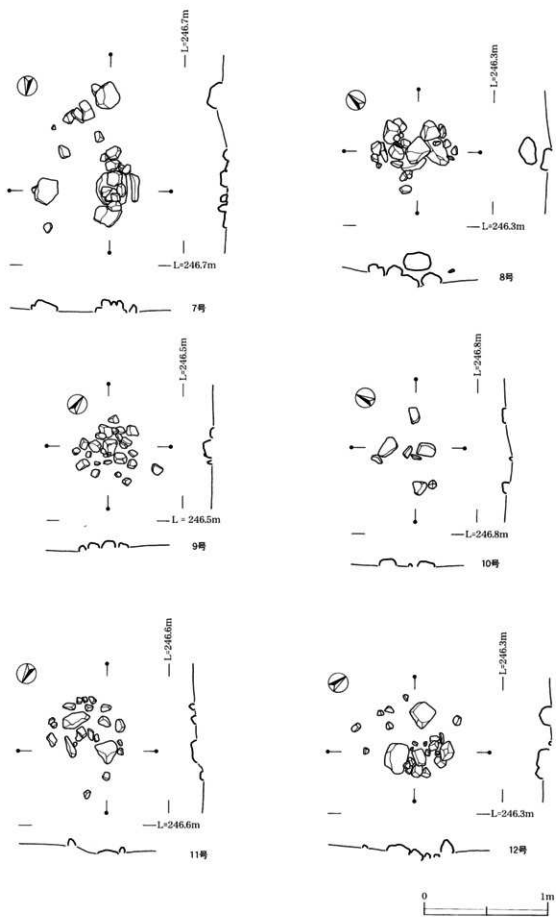 L=246.7m
L=246.7m
7号
L=246.3m
L=246.3m
8号
L=246.5m
L = 246.5m
9号
L=246.8m
L=246.8m
10号
L=246.6m
L=246.6m
11号
L=246.3m
L=246.3m
12号
0 1m